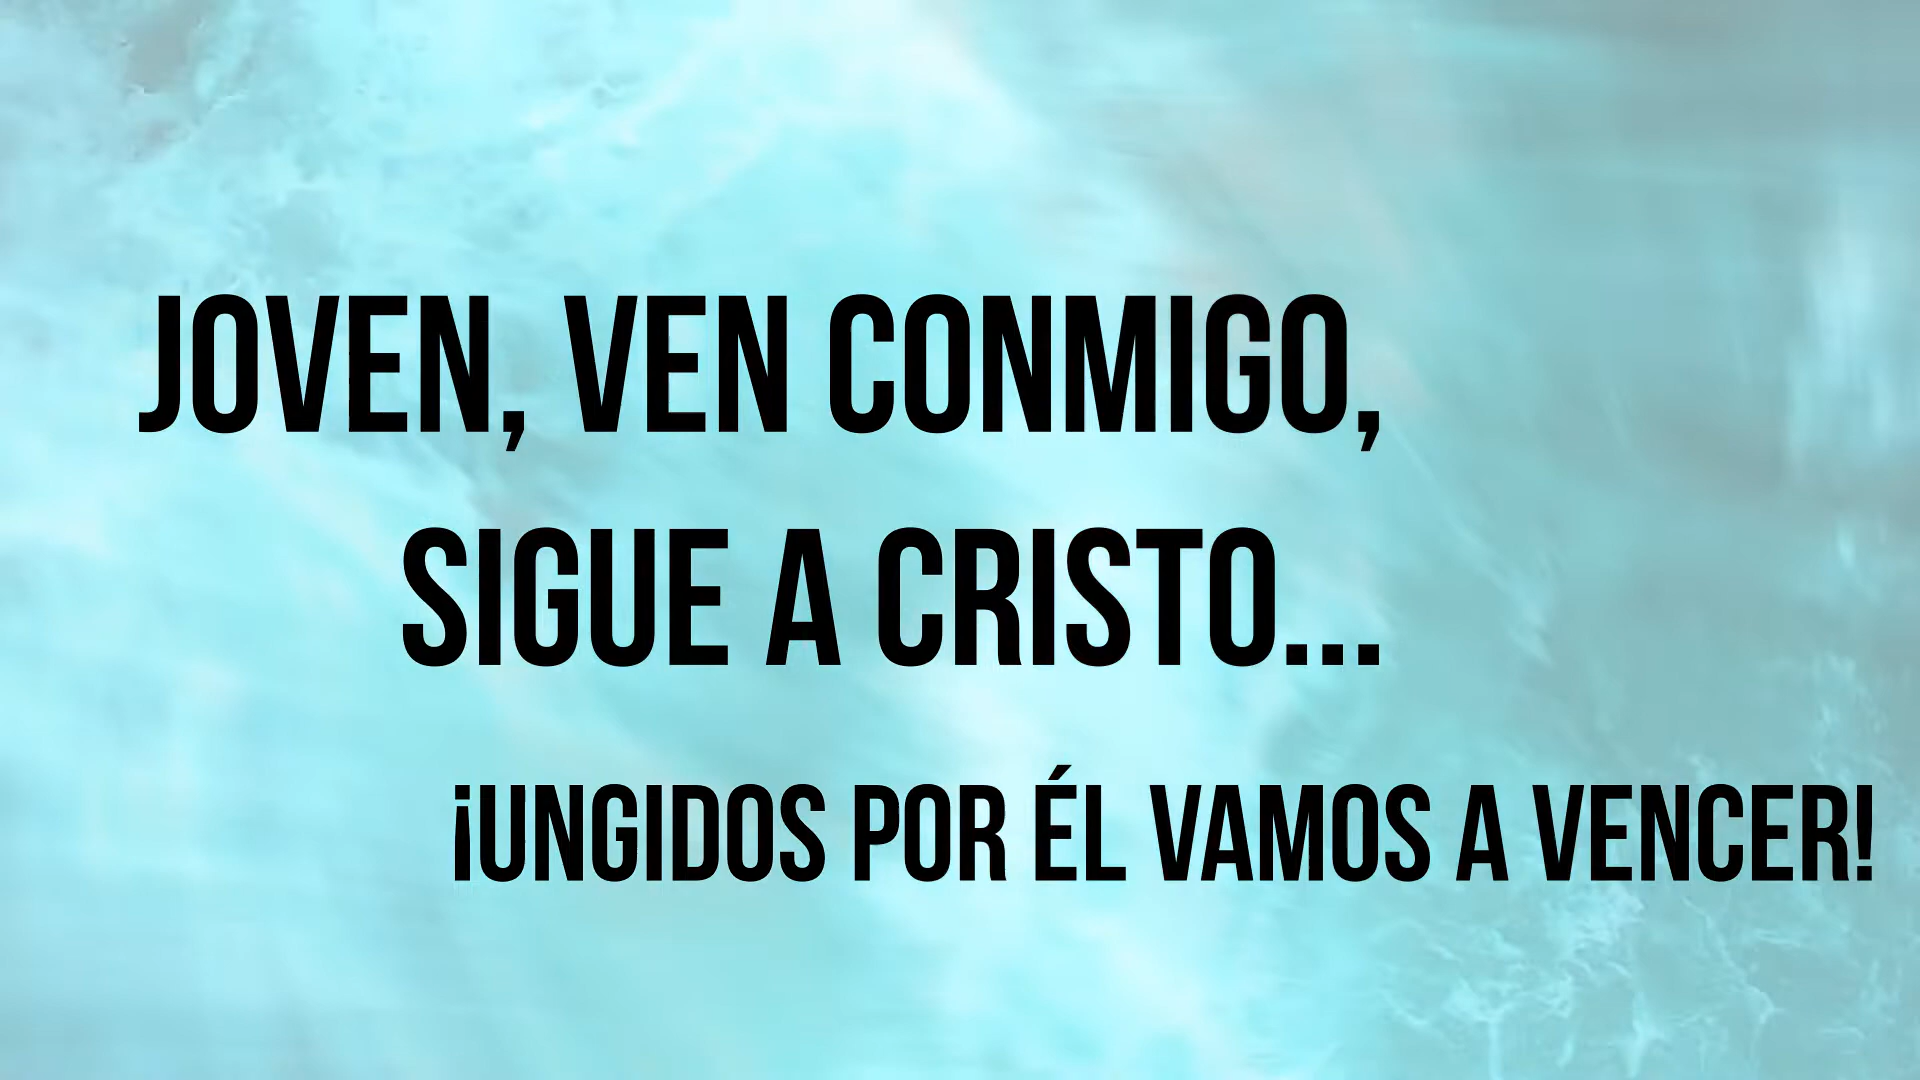 JOVEN, VEN CONMIGO,
SIGUE A CRISTO...
¡UNGIDOS POR ÉL VAMOS A VENCER!